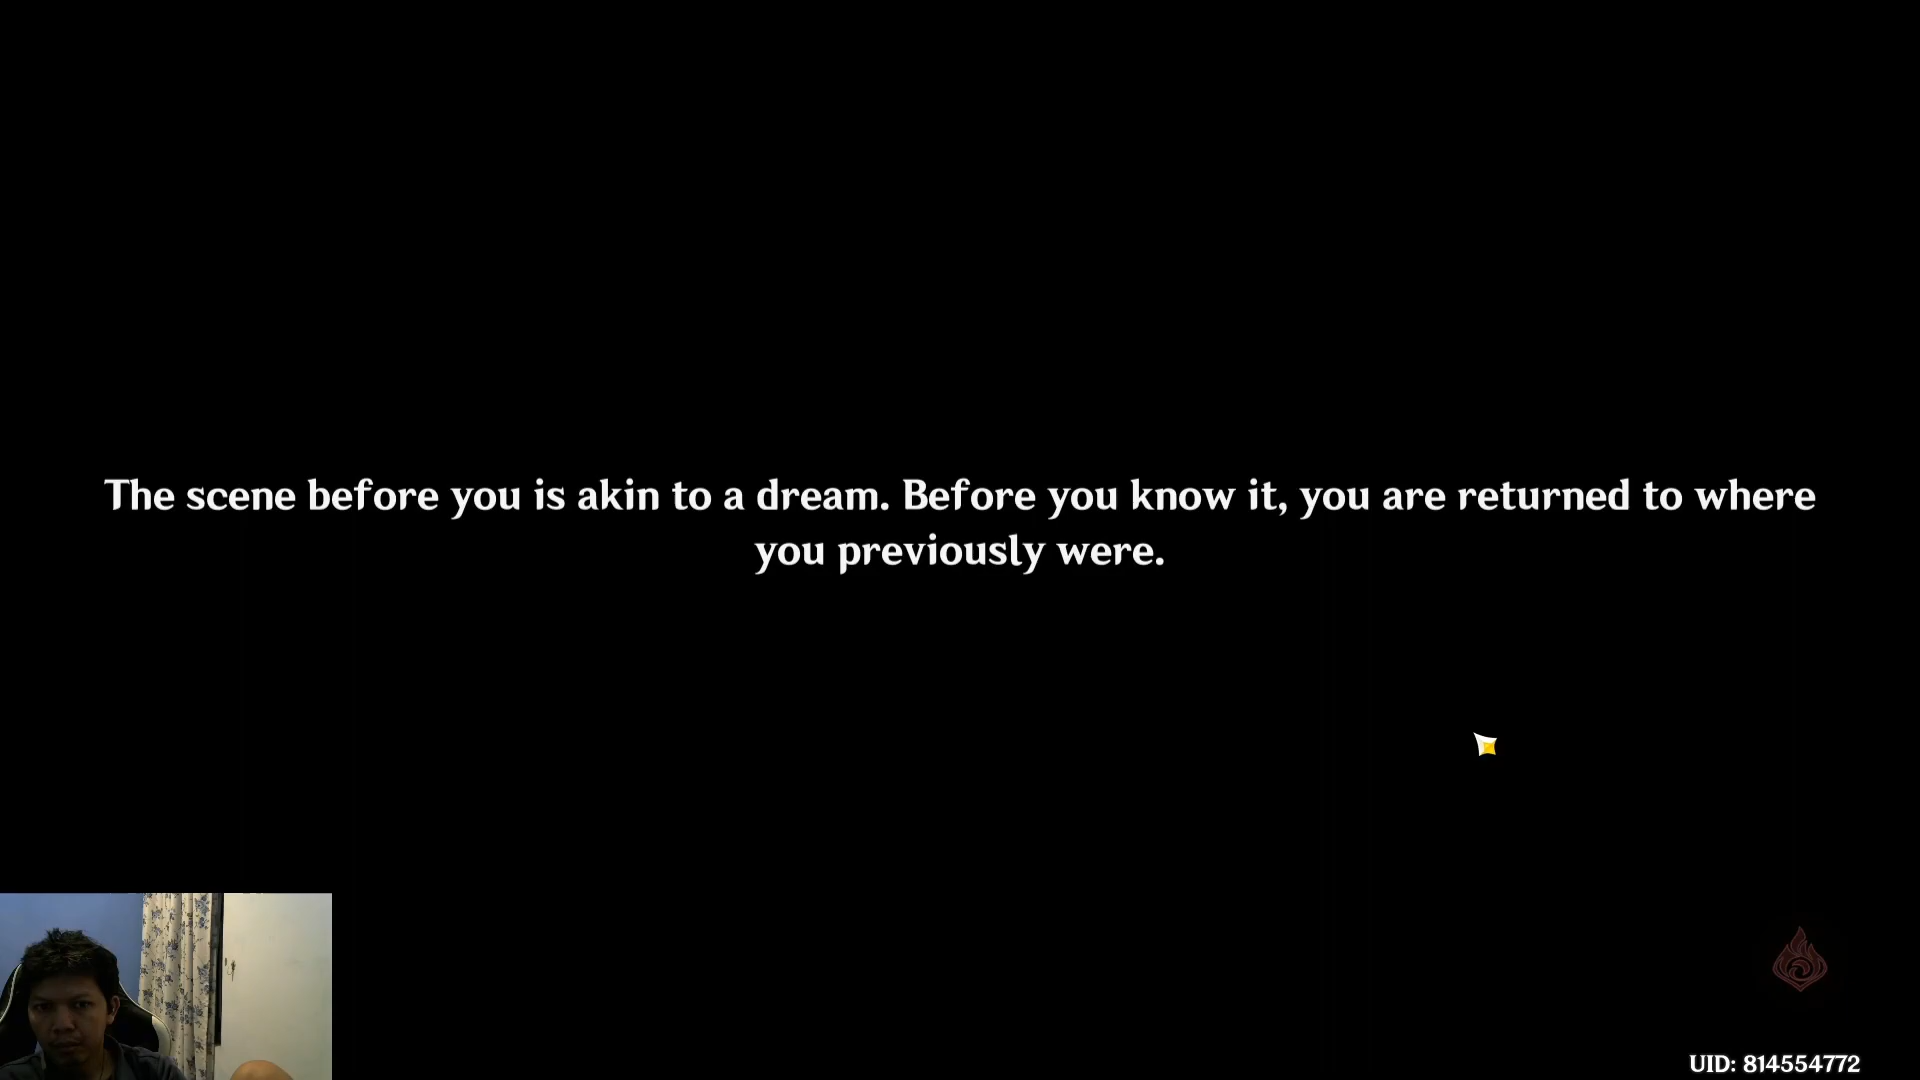 The scene before you is akin to a dream. Before you know it, you are returned to where
you previously were.
UID: 814554772